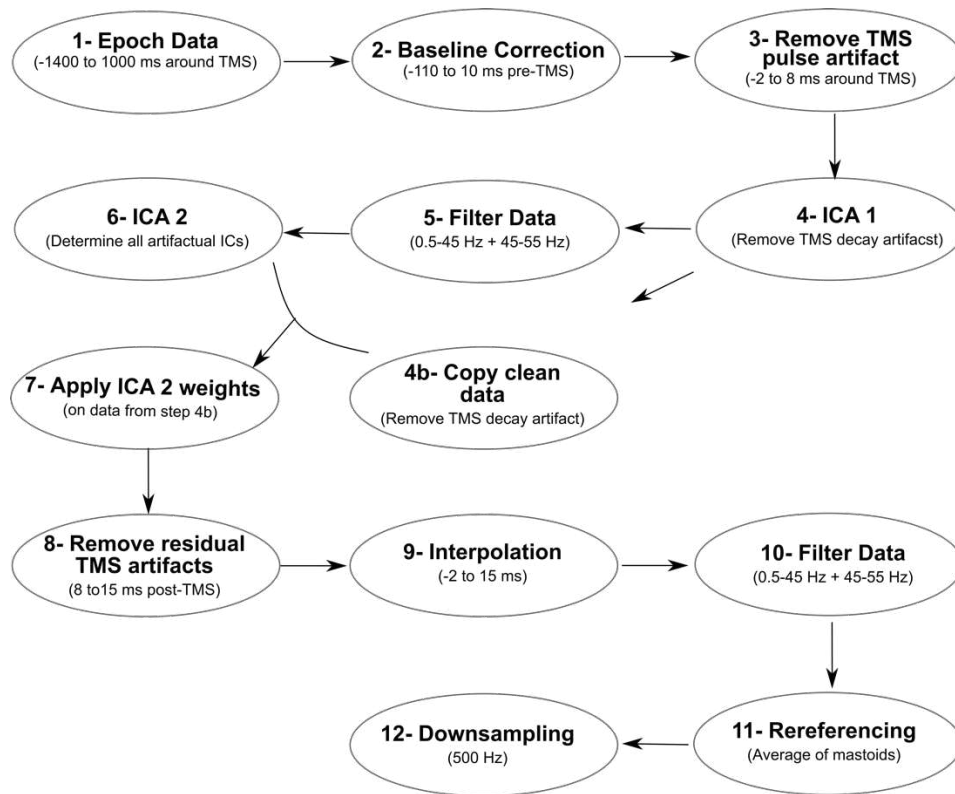 1- Epoch Data
(-1400 to 1000 ms around TMS)
2- Baseline Correction
(-110 to 10 ms pre-TMS)
3- Remove TMS
pulse artifact
(-2 to 8 ms around TMS)
4- ICA 1
(Remove TMS decay artifacst)
5- Filter Data
(0.5-45 Hz + 45-55 Hz)
6- ICA 2
(Determine all artifactual ICs)
4b- Copy clean
data
(Remove TMS decay artifact)
7- Apply ICA 2 weights
(on data from step 4b)
8- Remove residual
TMS artifacts
(8 to15 ms post-TMS)
9- Interpolation
(-2 to 15 ms)
10- Filter Data
(0.5-45 Hz + 45-55 Hz)
11- Rereferencing
(Average of mastoids)
12- Downsampling
(500 Hz)